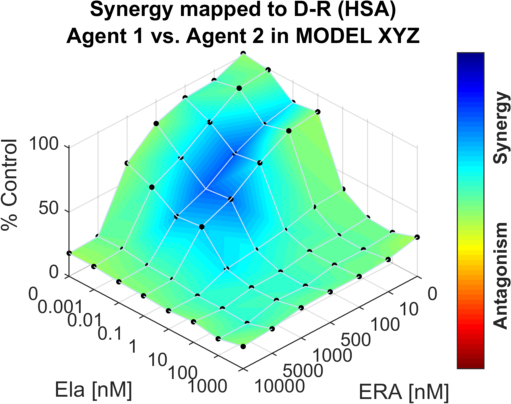 Synergy mapped to D-R (HSA)
Agent 1 vs. Agent 2 in MODEL XYZ
% Control
100
50
0
0
0.001
0.01
0.1
1
10
100
1000
Ela [nM]
0
10
100
500
1000
5000
10000
ERA [nM]
Synergy
Antagonism